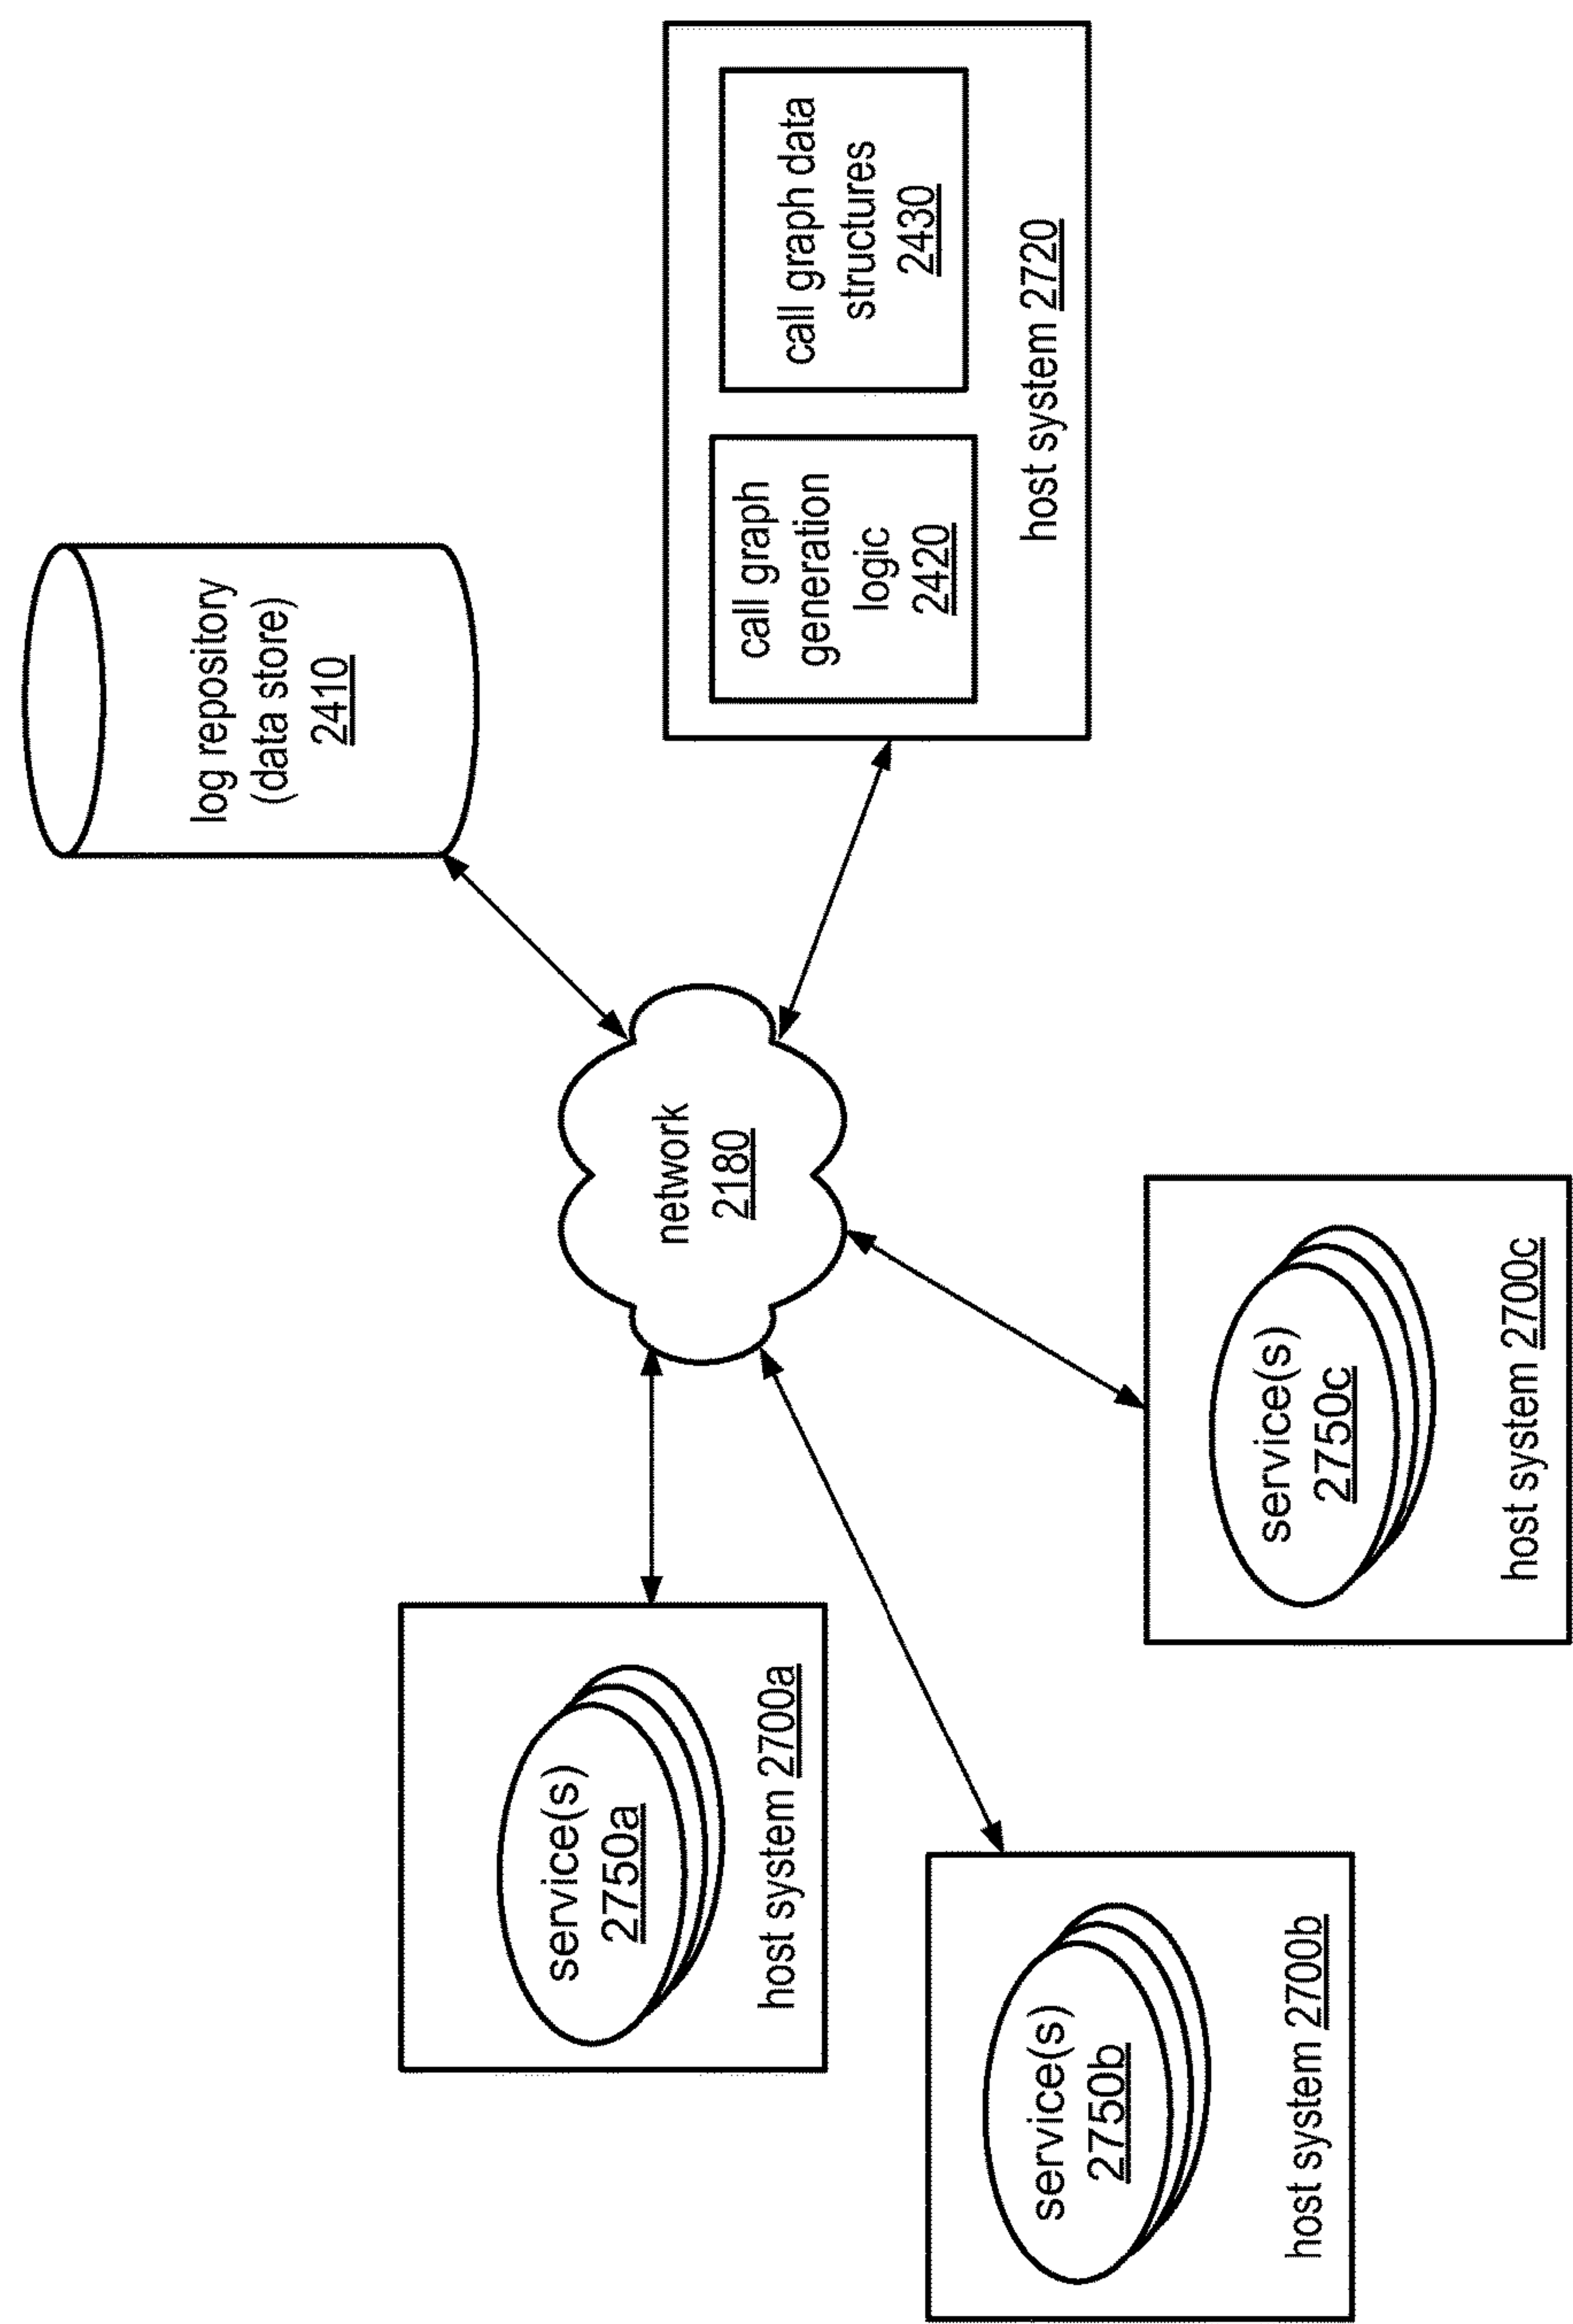 log repository
(data store)
2410
call graph
generation
logic
2420
call graph data
structures
2430
host system 2720
network
2180
service(s)
2750a
host system 2700a
service(s)
2750b
host system 2700b
service(s)
2750c
host system 2700c